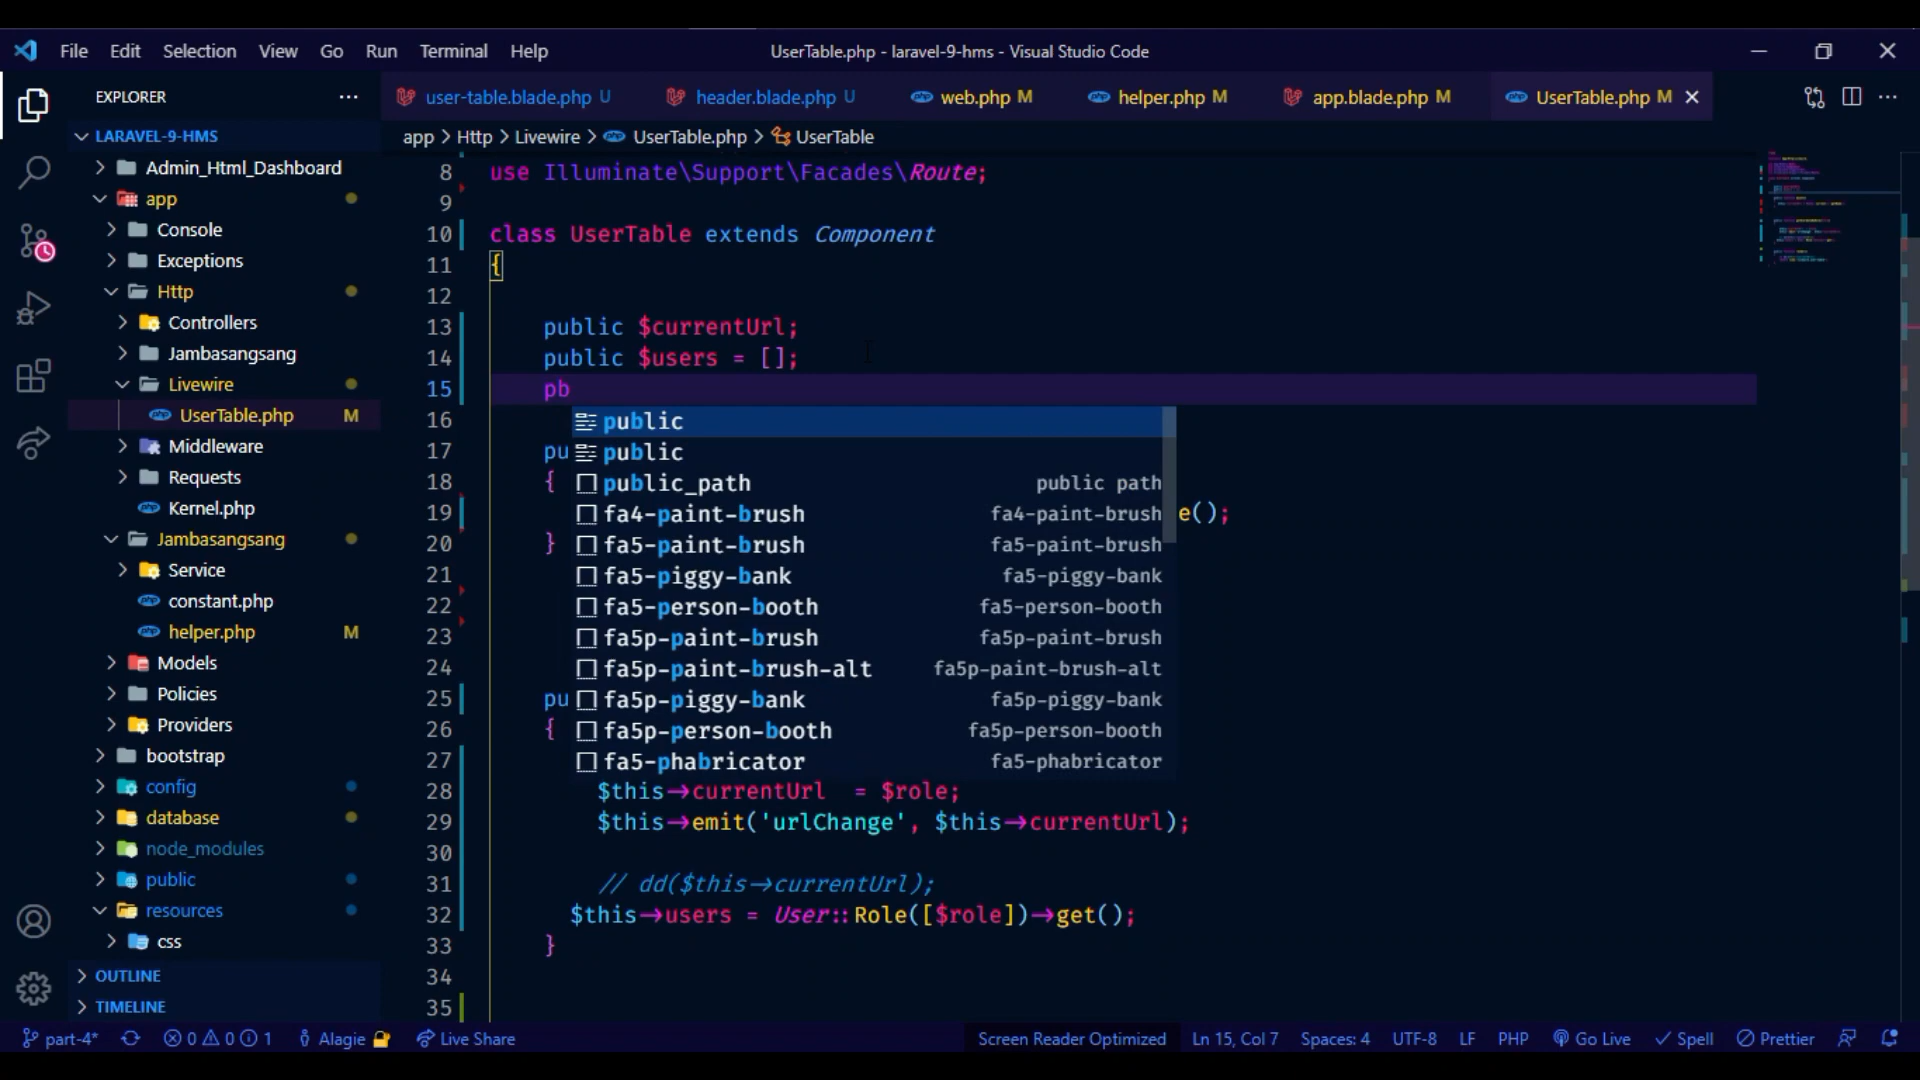 File Edit Selection View Go Run Terminal Help
UserTable.php - laravel-9-hms - Visual Studio Code
EXPLORER
user-table.blade.php U
header.blade.php U
web.php M
helper.php M
app.blade.php M
UserTable.php M
app > Http > Livewire > UserTable.php > UserTable
LARAVEL-9-HMS
Admin_Html_Dashboard
app
Console
Exceptions
Http
Controllers
Jambasangsang
Livewire
UserTable.php M
Middleware
Requests
Kernel.php
Jambasangsang
Service
constant.php
helper.php M
Models
Policies
Providers
bootstrap
config
database
node_modules
public
resources
css
OUTLINE
TIMELINE
8 use Illuminate\Support\Facades\Route;
9
10 class UserTable extends Component
11 {
12
13 public $currentUrl;
14 public $users = [];
15 pb
16
17 pu
18 {
19 e();
20 }
21
22
23
24
25 pu
26 {
27
28 $this->currentUrl = $role;
29 $this->emit('urlChange', $this->currentUrl);
30
31 // dd($this->currentUrl);
32 $this->users = User::Role([$role])->get();
33 }
34
35
public
public
public_path public path
fa4-paint-brush fa4-paint-brush
fa5-paint-brush fa5-paint-brush
fa5-piggy-bank fa5-piggy-bank
fa5-person-booth fa5-person-booth
fa5p-paint-brush fa5p-paint-brush
fa5p-paint-brush-alt fa5p-paint-brush-alt
fa5p-piggy-bank fa5p-piggy-bank
fa5p-person-booth fa5p-person-booth
fa5-phabricator fa5-phabricator
part-4* 0 0 1 Alagie Live Share Screen Reader Optimized Ln 15, Col 7 Spaces: 4 UTF-8 LF PHP Go Live Spell Prettier